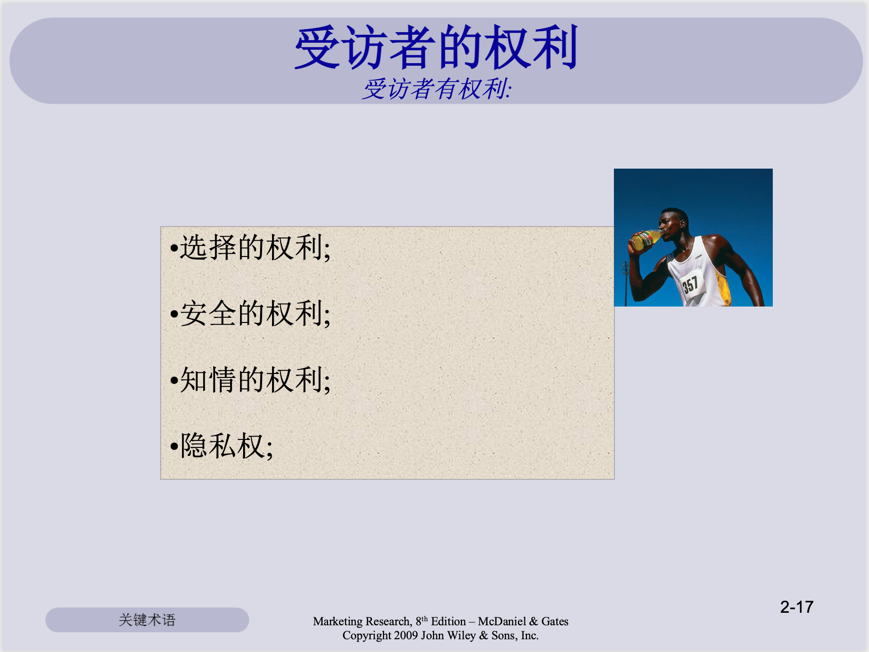 受访者的权利
受访者有权利:
•选择的权利;
•安全的权利;
•知情的权利;
•隐私权;
357
2-17
关键术语
Marketing Research, 8th Edition – McDaniel & Gates
Copyright 2009 John Wiley & Sons, Inc.